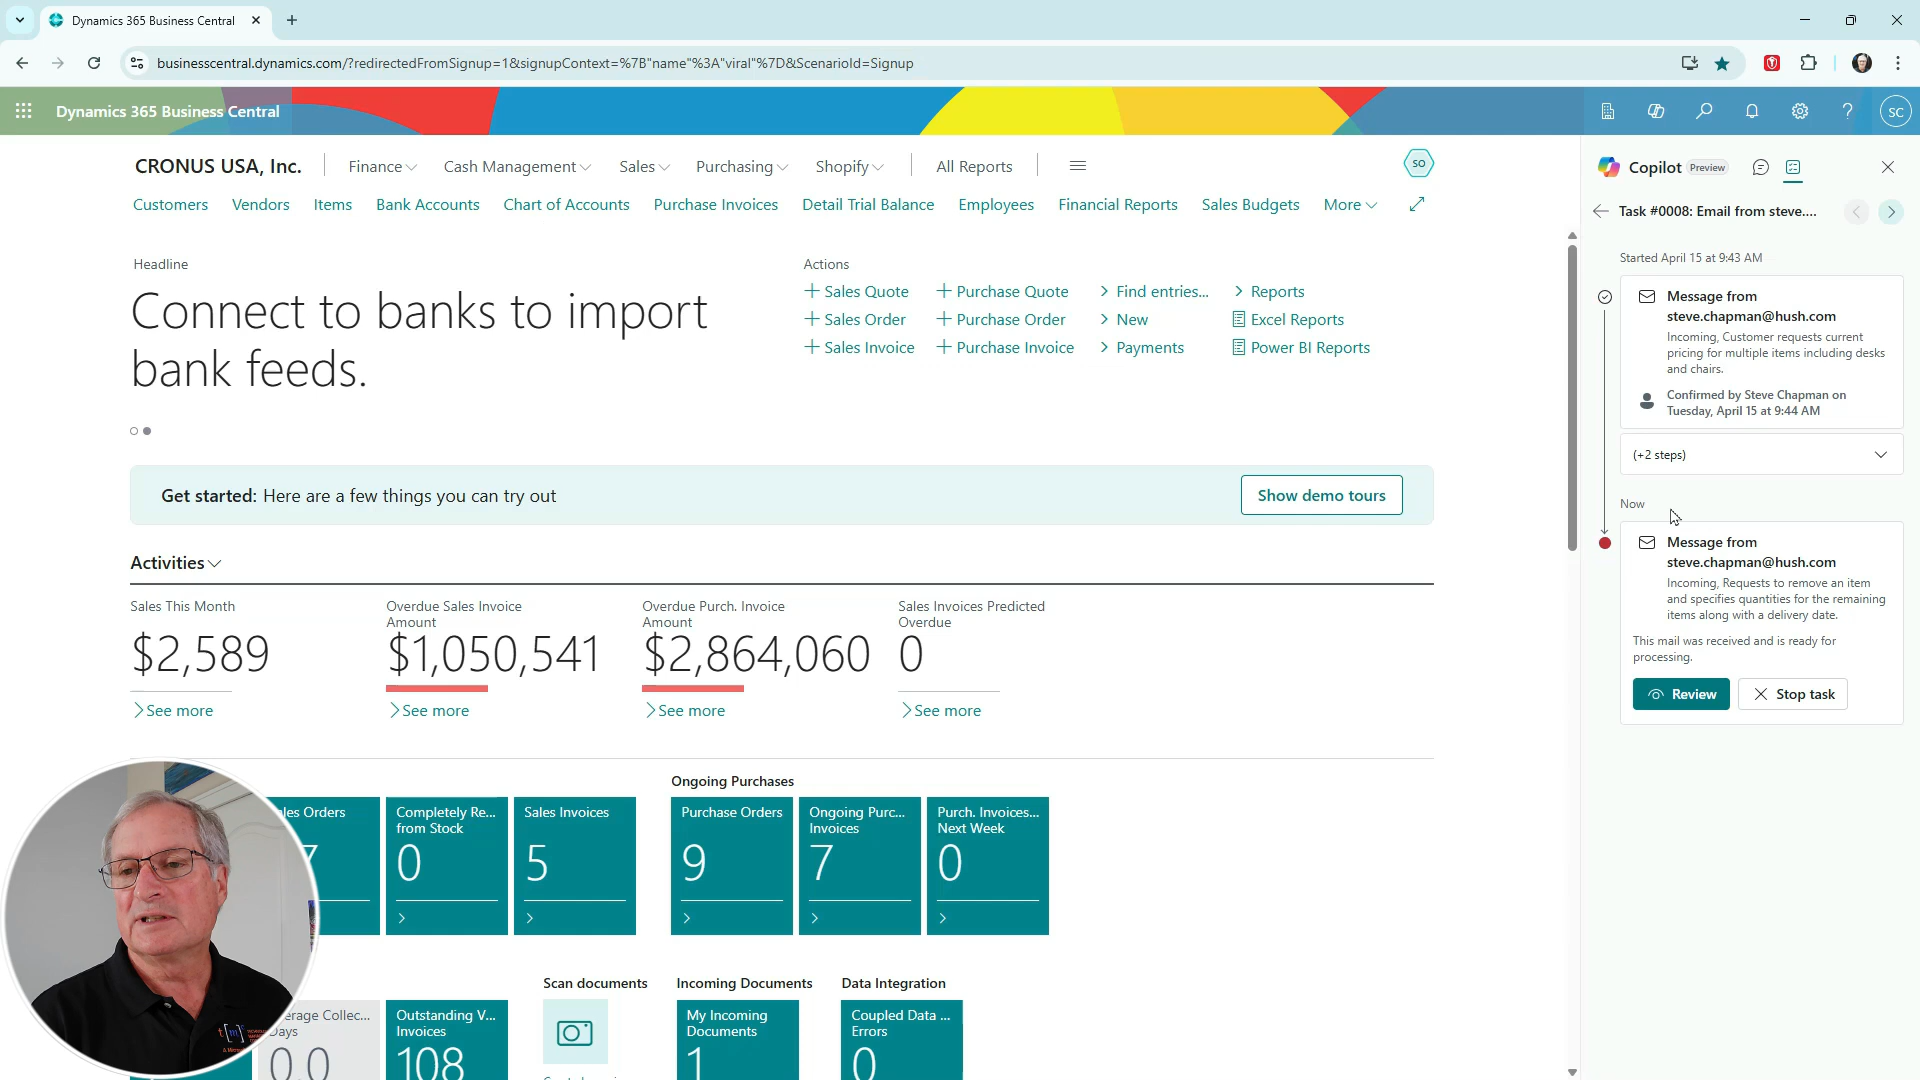 Dynamics 365 Business Central
businesscentral.dynamics.com/?redirectedFromSignup=1&signupContext=%7B"name"%3A"viral"%7D&ScenarioId=Signup
Dynamics 365 Business Central
SC
CRONUS USA, Inc.
Finance
Cash Management
Sales
Purchasing
Shopify
All Reports
SO
Customers
Vendors
Items
Bank Accounts
Chart of Accounts
Purchase Invoices
Detail Trial Balance
Employees
Financial Reports
Sales Budgets
More
Headline
Connect to banks to import
bank feeds.
Actions
Sales Quote
Purchase Quote
Find entries...
Reports
Sales Order
Purchase Order
New
Excel Reports
Sales Invoice
Purchase Invoice
Payments
Power BI Reports
Get started: Here are a few things you can try out
Show demo tours
Activities
Sales This Month
$2,589
See more
Overdue Sales Invoice
Amount
$1,050,541
See more
Overdue Purch. Invoice
Amount
$2,864,060
See more
Sales Invoices Predicted
Overdue
0
See more
Orders
7
Completely Re...
from Stock
0
Sales Invoices
5
Ongoing Purchases
Purchase Orders
9
Ongoing Purc...
Invoices
7
Purch. Invoices...
Next Week
0
Collec...
Days
0.0
Outstanding V...
Invoices
108
Scan documents
Incoming Documents
My Incoming
Documents
1
Data Integration
Coupled Data ...
Errors
0
Copilot
Preview
Task #0008: Email from steve....
Started April 15 at 9:43 AM
Message from
steve.chapman@hush.com
Incoming, Customer requests current
pricing for multiple items including desks
and chairs.
Confirmed by Steve Chapman on
Tuesday, April 15 at 9:44 AM
(+2 steps)
Now
Message from
steve.chapman@hush.com
Incoming, Requests to remove an item
and specifies quantities for the remaining
items along with a delivery date.
This mail was received and is ready for
processing.
Review
Stop task